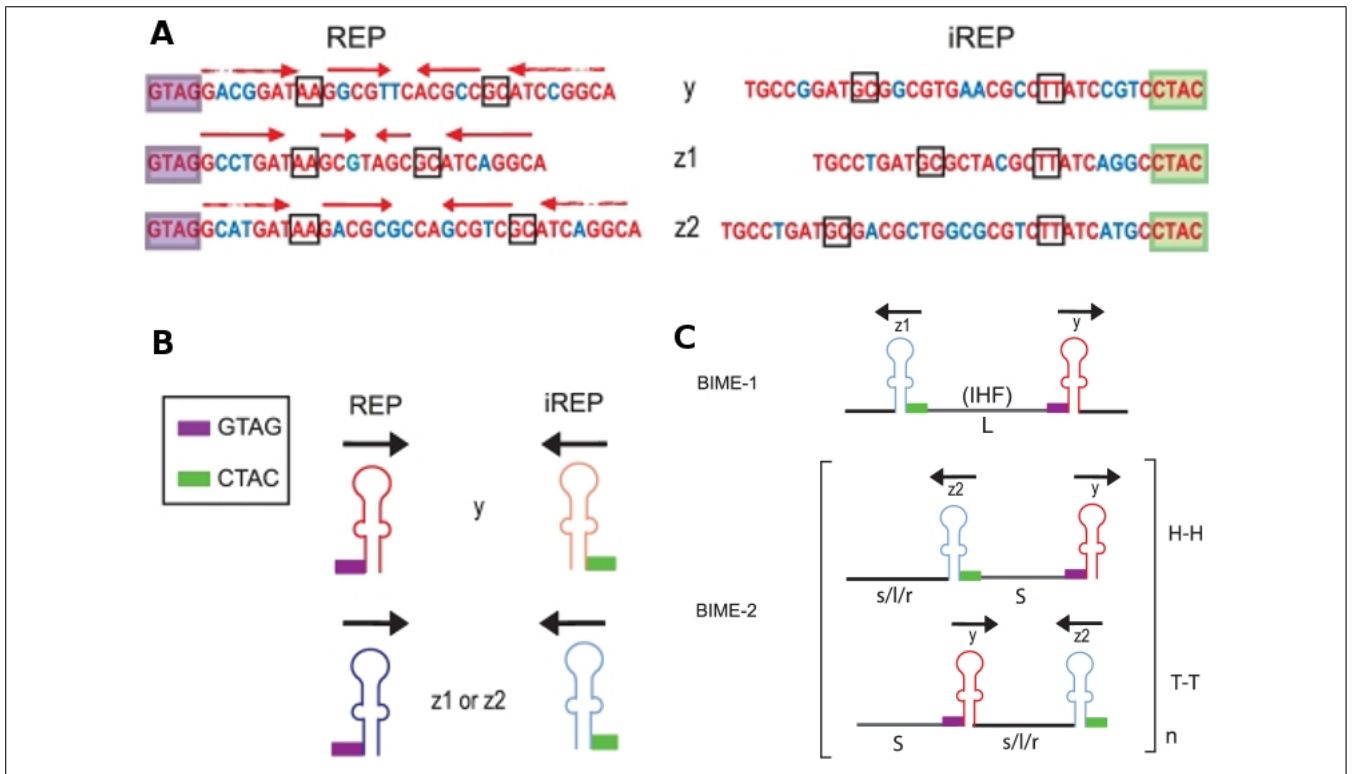 A
REP
iREP
GTAGGACGGATAAGGCGTTCACGCCGCATCCGGCA y TGCCGGATGCGGCGTGAACGCCTTATCCGTCCTAC
GTAGGCCTGATAAGCGTAGCGCATCAGGCA z1 TGCCTGATGCGCTACGCTTATCAGGCCTAC
GTAGGCATGATAAGACGCGCCAGCGTCGCATCAGGCA z2 TGCCTGATGCGACGCTGGCGCGTCTTATCATGCCTAC
B
GTAG
CTAC
REP
iREP
y
z1 or z2
C
BIME-1
z1
y
(IHF)
L
BIME-2
z2
y
H-H
s/l/r
S
y
z2
T-T
S
s/l/r
n